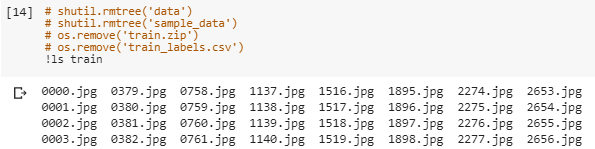 [14] # shutil.rmtree('data')
# shutil.rmtree('sample_data')
# os.remove('train.zip')
# os.remove('train_labels.csv')
!ls train
0000.jpg 0379.jpg 0758.jpg 1137.jpg 1516.jpg 1895.jpg 2274.jpg 2653.jpg
0001.jpg 0380.jpg 0759.jpg 1138.jpg 1517.jpg 1896.jpg 2275.jpg 2654.jpg
0002.jpg 0381.jpg 0760.jpg 1139.jpg 1518.jpg 1897.jpg 2276.jpg 2655.jpg
0003.jpg 0382.jpg 0761.jpg 1140.jpg 1519.jpg 1898.jpg 2277.jpg 2656.jpg